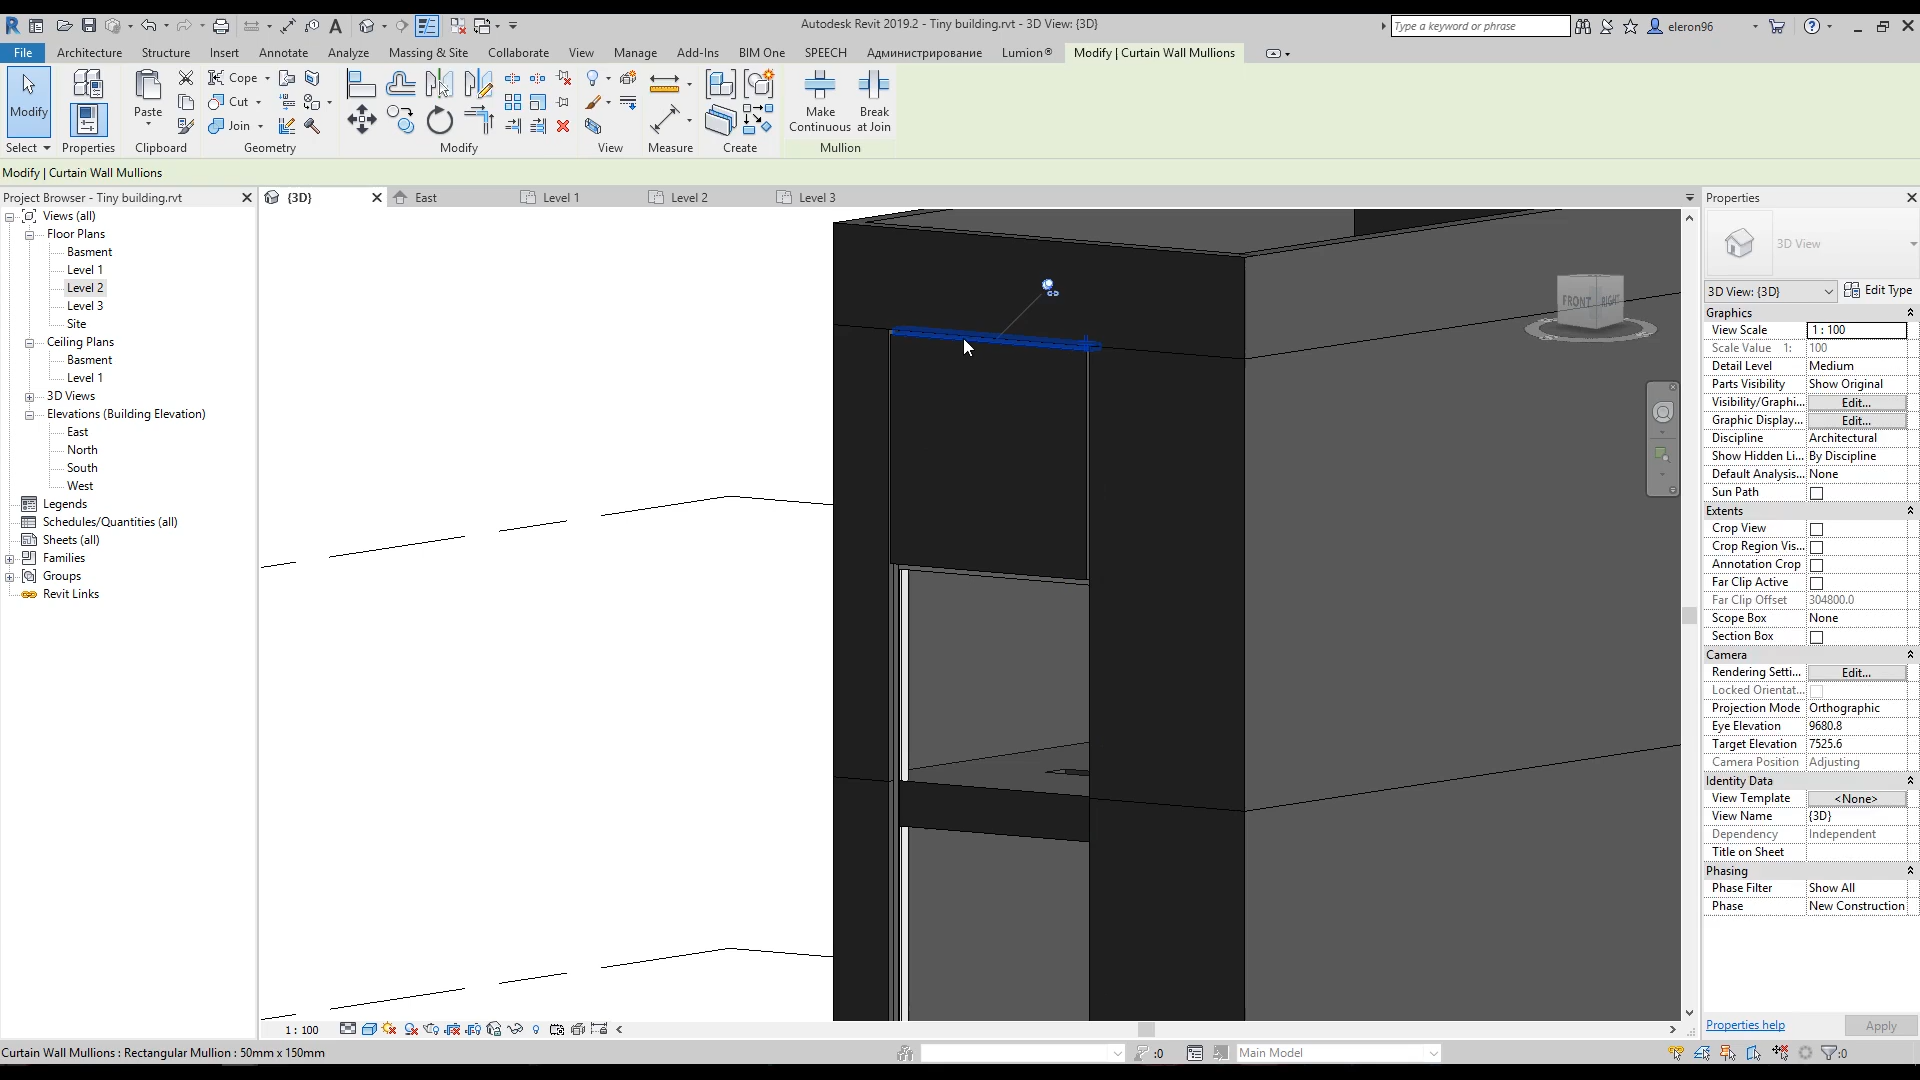 Autodesk Revit 2019.2 - Tiny building.rvt - 3D View: {3D}
Type a keyword or phrase
eleron96
File Architecture Structure Insert Annotate Analyze Massing & Site Collaborate View Manage Add-Ins BIM One SPEECH Администрирование Lumion® Modify | Curtain Wall Mullions
Modify
Paste
Cope
Cut
Join
Make Continuous
Break at Join
Select Properties Clipboard Geometry Modify View Measure Create Mullion
Modify | Curtain Wall Mullions
Project Browser - Tiny building.rvt
{3D} East Level 1 Level 2 Level 3
Views (all)
Floor Plans
Basment
Level 1
Level 2
Level 3
Site
Ceiling Plans
Basment
Level 1
3D Views
Elevations (Building Elevation)
East
North
South
West
Legends
Schedules/Quantities (all)
Sheets (all)
Families
Groups
Revit Links
FRONT RIGHT
Properties
3D View
3D View: {3D} Edit Type
Graphics
View Scale 1 : 100
Scale Value 1: 100
Detail Level Medium
Parts Visibility Show Original
Visibility/Graphi... Edit...
Graphic Display... Edit...
Discipline Architectural
Show Hidden Li... By Discipline
Default Analysis... None
Sun Path
Extents
Crop View
Crop Region Vis...
Annotation Crop
Far Clip Active
Far Clip Offset 304800.0
Scope Box None
Section Box
Camera
Rendering Setti... Edit...
Locked Orientat...
Projection Mode Orthographic
Eye Elevation 9680.8
Target Elevation 7525.6
Camera Position Adjusting
Identity Data
View Template <None>
View Name {3D}
Dependency Independent
Title on Sheet
Phasing
Phase Filter Show All
Phase New Construction
Properties help Apply
1 : 100
Curtain Wall Mullions : Rectangular Mullion : 50mm x 150mm
:0
Main Model
:0